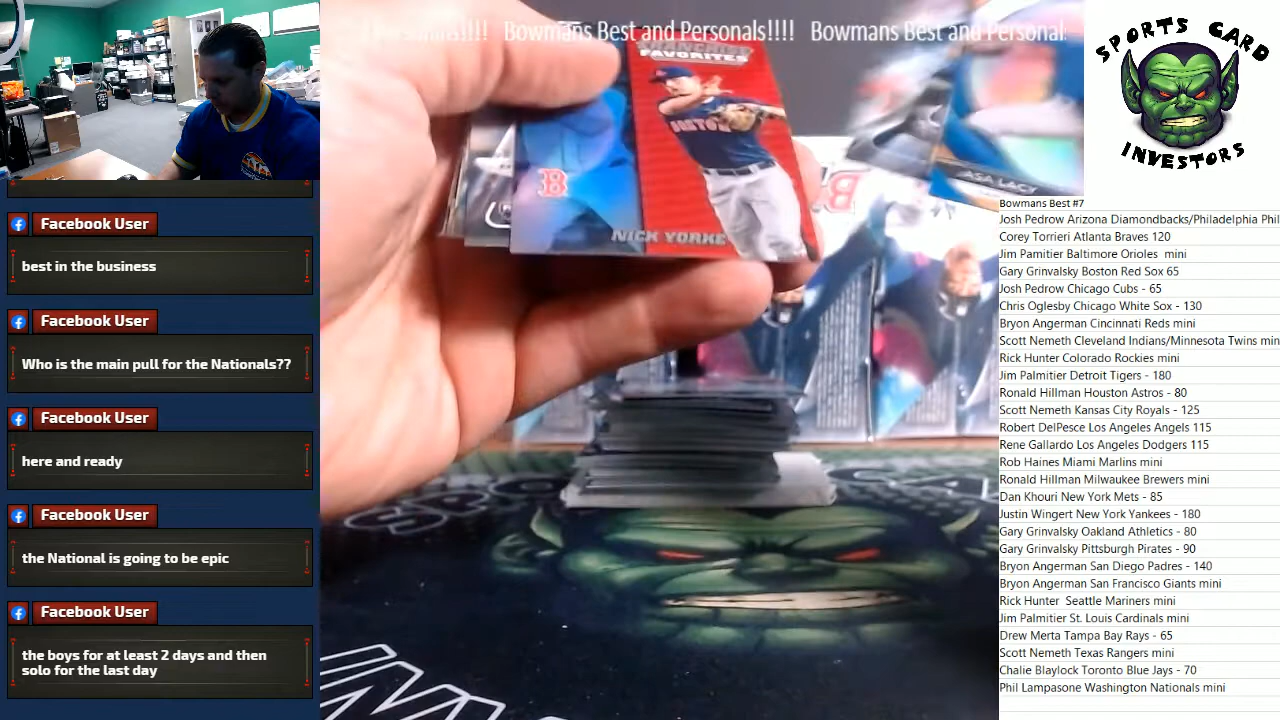 Bowmans Best and Personals!!!! Bowmans Best and Personal
SPORTS CARD
INVESTORS
FRANCHISE
FAVORITES
BOSTON
B
NICK YORKE
ASA LACY
B
Facebook User
best in the business
Facebook User
Who is the main pull for the Nationals??
Facebook User
here and ready
Facebook User
the National is going to be epic
Facebook User
the boys for at least 2 days and then
solo for the last day
Bowmans Best #7
Josh Pedrow Arizona Diamondbacks/Philadelphia Phil
Corey Torrieri Atlanta Braves 120
Jim Pamitier Baltimore Orioles mini
Gary Grinvalsky Boston Red Sox 65
Josh Pedrow Chicago Cubs - 65
Chris Oglesby Chicago White Sox - 130
Bryon Angerman Cincinnati Reds mini
Scott Nemeth Cleveland Indians/Minnesota Twins min
Rick Hunter Colorado Rockies mini
Jim Palmitier Detroit Tigers - 180
Ronald Hillman Houston Astros - 80
Scott Nemeth Kansas City Royals - 125
Robert DelPesce Los Angeles Angels 115
Rene Gallardo Los Angeles Dodgers 115
Rob Haines Miami Marlins mini
Ronald Hillman Milwaukee Brewers mini
Dan Khouri New York Mets - 85
Justin Wingert New York Yankees - 180
Gary Grinvalsky Oakland Athletics - 80
Gary Grinvalsky Pittsburgh Pirates - 90
Bryon Angerman San Diego Padres - 140
Bryon Angerman San Francisco Giants mini
Rick Hunter Seattle Mariners mini
Jim Palmitier St. Louis Cardinals mini
Drew Merta Tampa Bay Rays - 65
Scott Nemeth Texas Rangers mini
Chalie Blaylock Toronto Blue Jays - 70
Phil Lampasone Washington Nationals mini